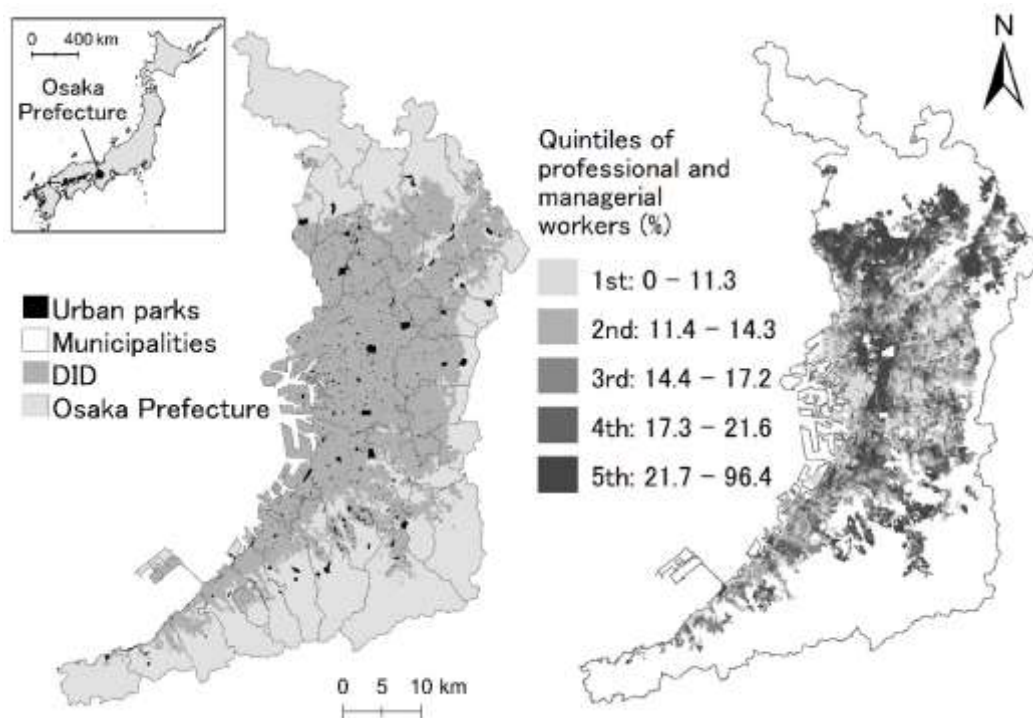 0 400 km
Osaka
Prefecture
Urban parks
Municipalities
DID
Osaka Prefecture
0 5 10 km
Quintiles of
professional and
managerial
workers (%)
1st: 0 - 11.3
2nd: 11.4 - 14.3
3rd: 14.4 - 17.2
4th: 17.3 - 21.6
5th: 21.7 - 96.4
N